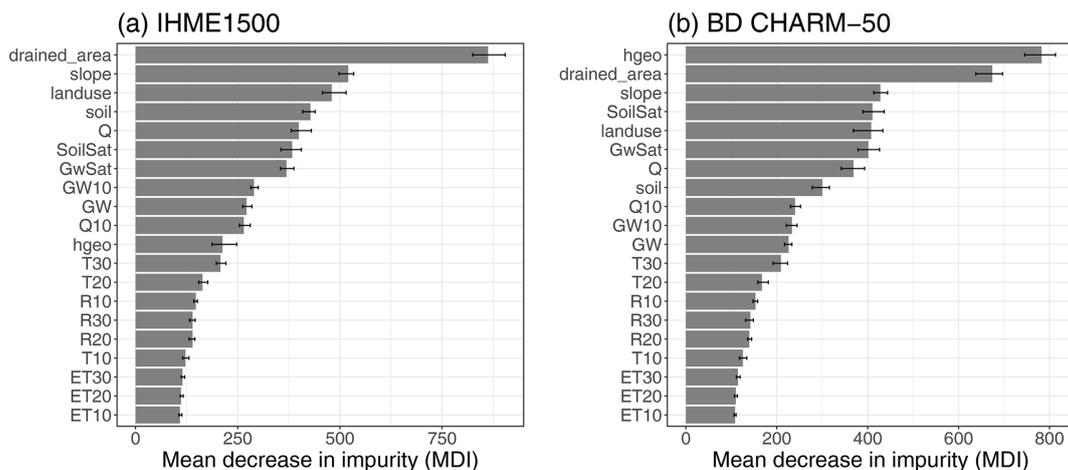 (a) IHME1500
drained_area
slope
landuse
soil
Q
SoilSat
GwSat
GW10
GW
Q10
hgeo
T30
T20
R10
R30
R20
T10
ET30
ET20
ET10
0 250 500 750
Mean decrease in impurity (MDI)
(b) BD CHARM−50
hgeo
drained_area
slope
SoilSat
landuse
GwSat
Q
soil
Q10
GW10
GW
T30
T20
R10
R30
R20
T10
ET30
ET20
ET10
0 200 400 600 800
Mean decrease in impurity (MDI)